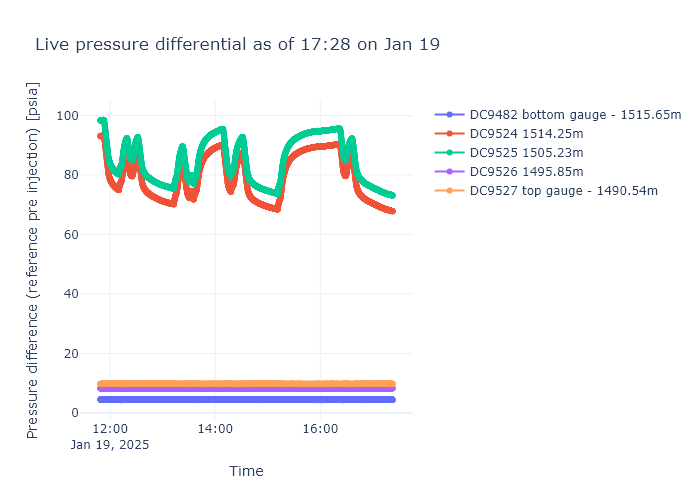 Live pressure differential as of 17:28 on Jan 19
Pressure difference (reference pre injection) [psia]
100
80
60
40
20
0
12:00
Jan 19, 2025
14:00
16:00
Time
DC9482 bottom gauge - 1515.65m
DC9524 1514.25m
DC9525 1505.23m
DC9526 1495.85m
DC9527 top gauge - 1490.54m